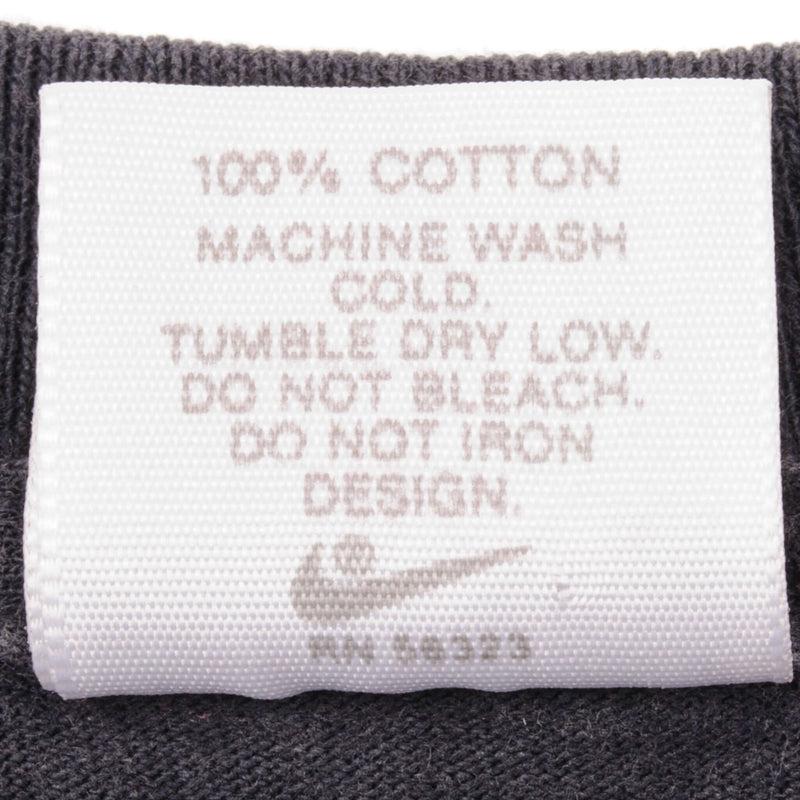 100% COTTON
MACHINE WASH
COLD.
TUMBLE DRY LOW.
DO NOT BLEACH.
DO NOT IRON
DESIGN.
®
RN 56323